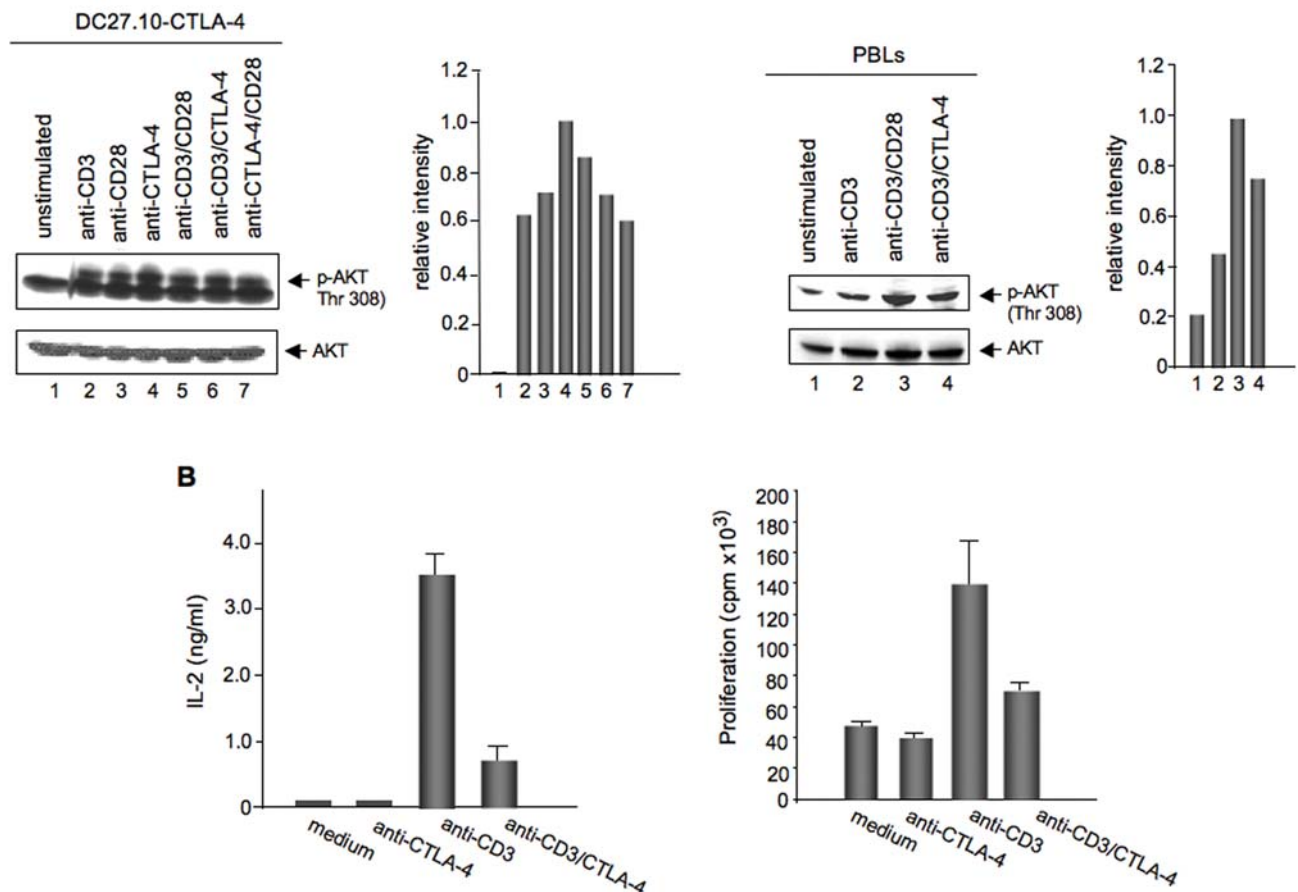 DC27.10-CTLA-4
unstimulated
anti-CD3
anti-CD28
anti-CTLA-4
anti-CD3/CD28
anti-CD3/CTLA-4
anti-CTLA-4/CD28
p-AKT
Thr 308)
AKT
1 2 3 4 5 6 7
relative intensity
1.2
1.0
0.8
0.6
0.4
0.2
0
1 2 3 4 5 6 7
PBLs
unstimulated
anti-CD3
anti-CD3/CD28
anti-CD3/CTLA-4
p-AKT
(Thr 308)
AKT
1 2 3 4
relative intensity
1.2
1.0
0.8
0.6
0.4
0.2
0
1 2 3 4
B
IL-2 (ng/ml)
4.0
3.0
2.0
1.0
0
medium
anti-CTLA-4
anti-CD3
anti-CD3/CTLA-4
Proliferation (cpm x10³)
200
180
160
140
120
100
80
60
40
20
0
medium
anti-CTLA-4
anti-CD3
anti-CD3/CTLA-4